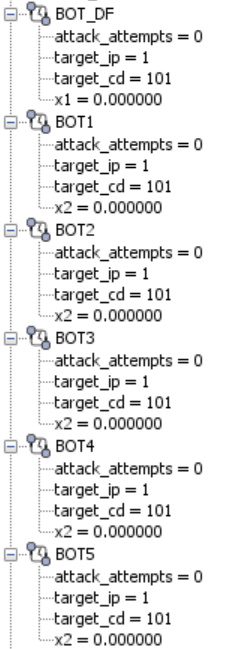 BOT_DF
attack_attempts = 0
target_ip = 1
target_cd = 101
x1 = 0.000000
BOT1
attack_attempts = 0
target_ip = 1
target_cd = 101
x2 = 0.000000
BOT2
attack_attempts = 0
target_ip = 1
target_cd = 101
x2 = 0.000000
BOT3
attack_attempts = 0
target_ip = 1
target_cd = 101
x2 = 0.000000
BOT4
attack_attempts = 0
target_ip = 1
target_cd = 101
x2 = 0.000000
BOT5
attack_attempts = 0
target_ip = 1
target_cd = 101
x2 = 0.000000